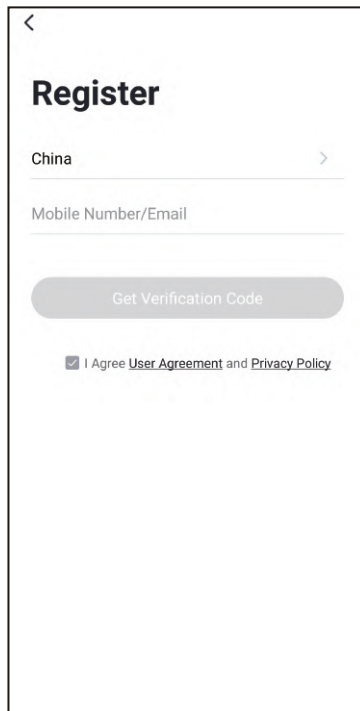 Register
China
Mobile Number/Email
Get Verification Code
I Agree User Agreement and Privacy Policy